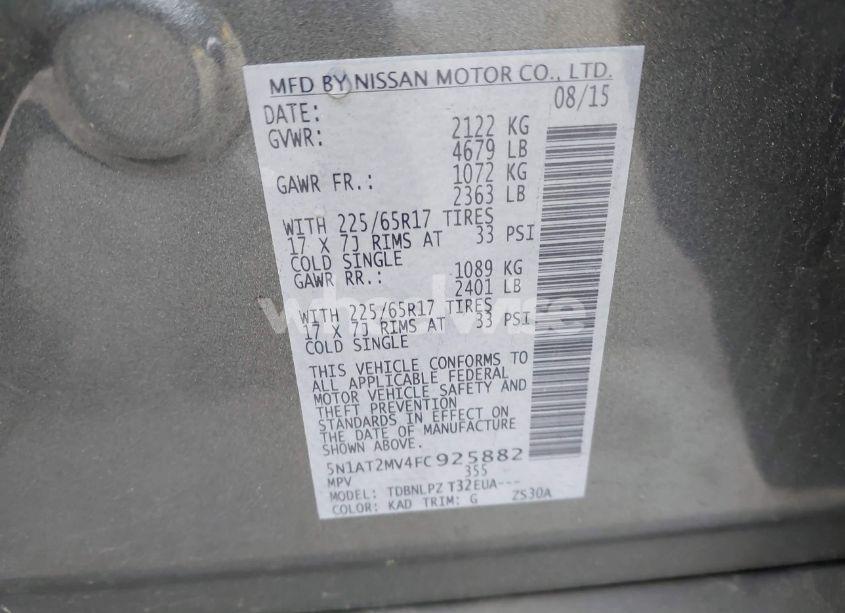 MFD BY NISSAN MOTOR CO., LTD.
DATE: 08/15
GVWR: 2122 KG
4679 LB
GAWR FR.: 1072 KG
2363 LB
WITH 225/65R17 TIRES
17 X 7J RIMS AT 33 PSI
COLD SINGLE
GAWR RR.: 1089 KG
2401 LB
WITH 225/65R17 TIRES
17 X 7J RIMS AT 33 PSI
COLD SINGLE
THIS VEHICLE CONFORMS TO
ALL APPLICABLE FEDERAL
MOTOR VEHICLE SAFETY AND
THEFT PREVENTION
STANDARDS IN EFFECT ON
THE DATE OF MANUFACTURE
SHOWN ABOVE.
5N1AT2MV4FC925882
MPV 355
MODEL: TDBNLPZ T32EUA---
COLOR: KAD TRIM: G ZS30A
wheelwise